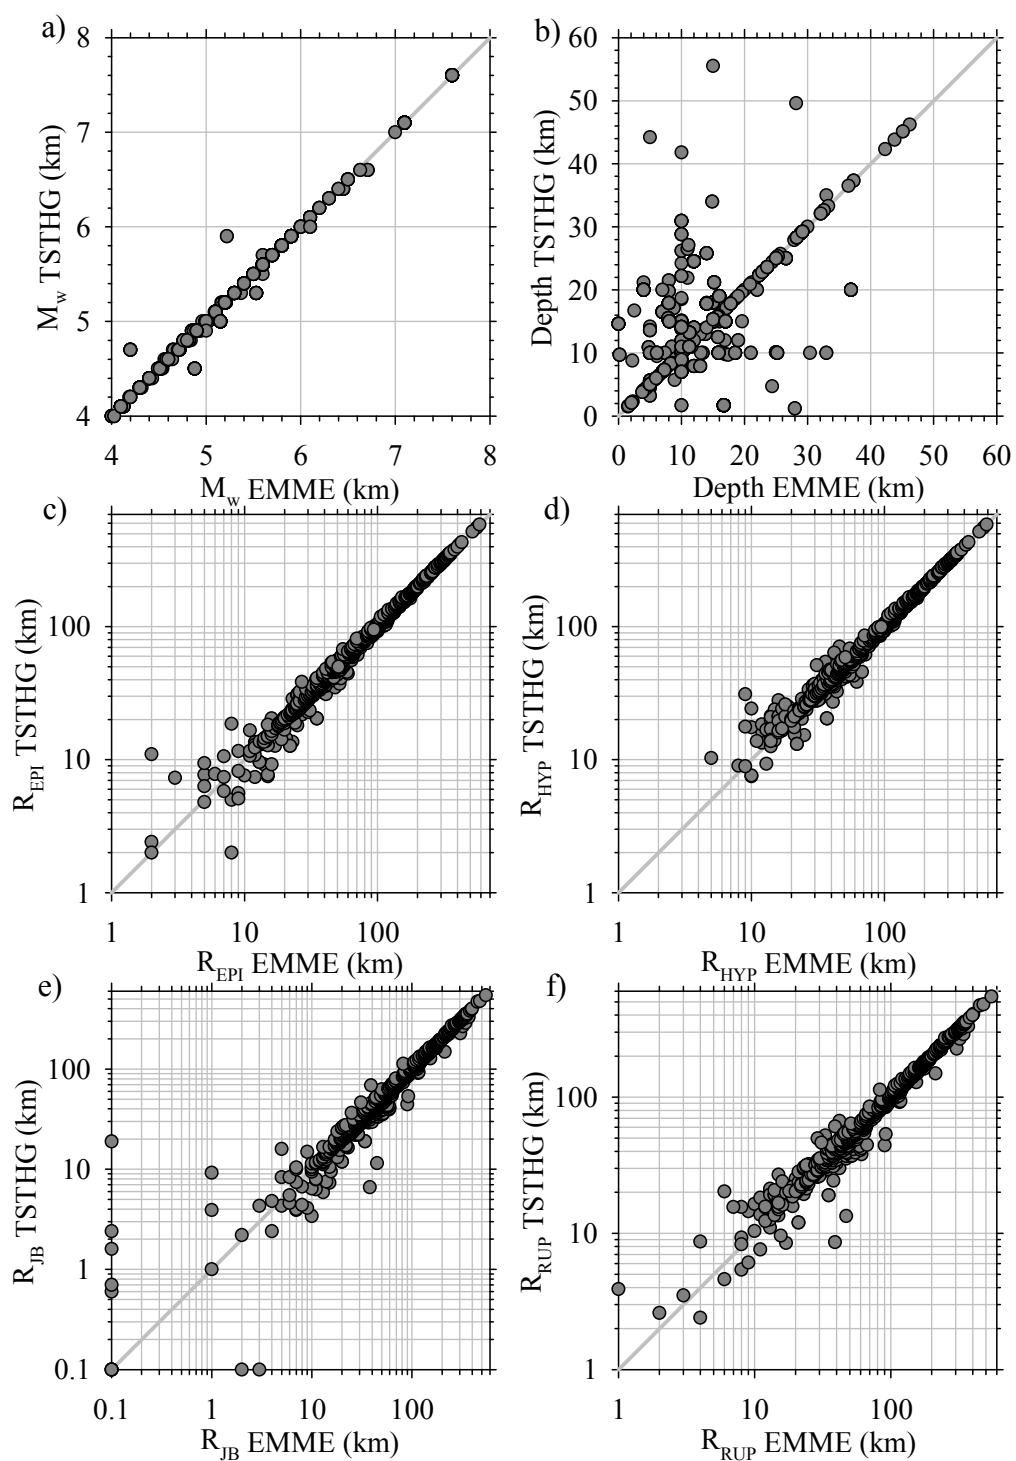 a)
8
7
6
5
4
M_w TSTHG (km)
4 5 6 7 8
M_w EMME (km)
b)
60
50
40
30
20
10
0
Depth TSTHG (km)
0 10 20 30 40 50 60
Depth EMME (km)
c)
100
10
1
R_EPI TSTHG (km)
1 10 100
R_EPI EMME (km)
d)
100
10
1
R_HYP TSTHG (km)
1 10 100
R_HYP EMME (km)
e)
100
10
1
0.1
R_JB TSTHG (km)
0.1 1 10 100
R_JB EMME (km)
f)
100
10
1
R_RUP TSTHG (km)
1 10 100
R_RUP EMME (km)